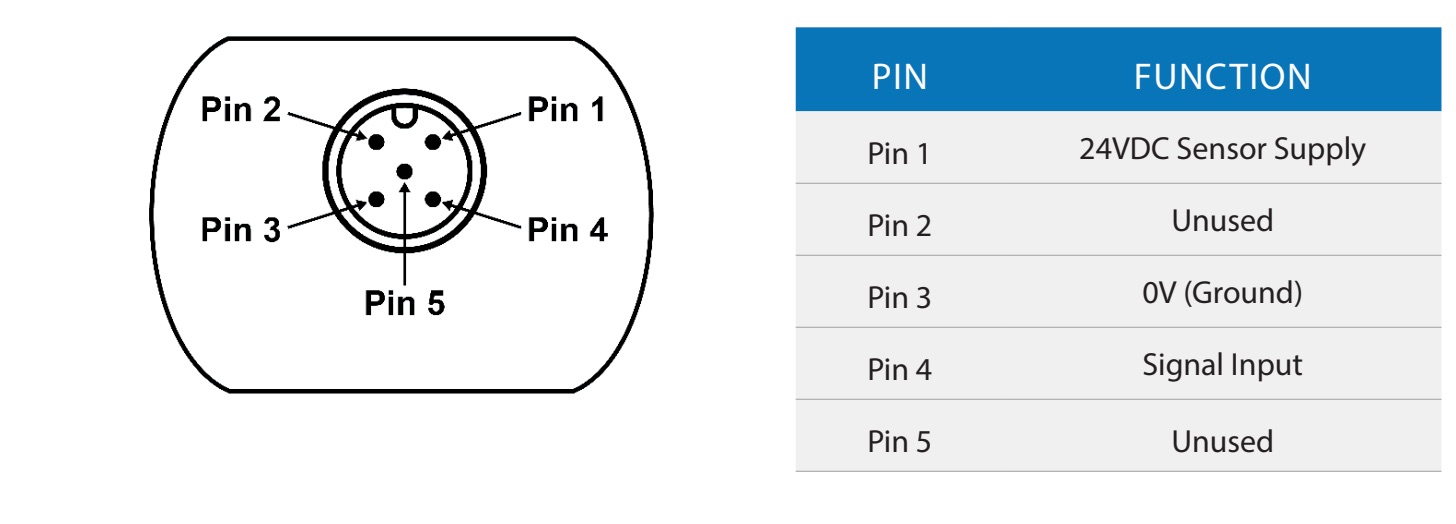 Pin 2
Pin 1
Pin 3
Pin 4
Pin 5
PIN FUNCTION
Pin 1 24VDC Sensor Supply
Pin 2 Unused
Pin 3 0V (Ground)
Pin 4 Signal Input
Pin 5 Unused